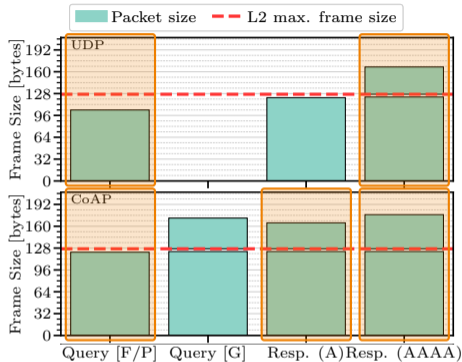 Packet size L2 max. frame size
Frame Size [bytes]
192
160
128
96
64
32
0
UDP
Frame Size [bytes]
192
160
128
96
64
32
0
CoAP
Query [F/P] Query [G] Resp. (A) Resp. (AAAA)